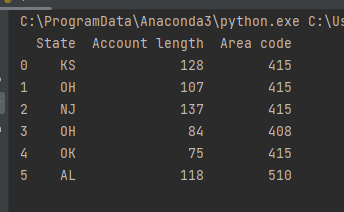 C:\ProgramData\Anaconda3\python.exe C:\Us
State Account length Area code
0 KS 128 415
1 OH 107 415
2 NJ 137 415
3 OH 84 408
4 OK 75 415
5 AL 118 510